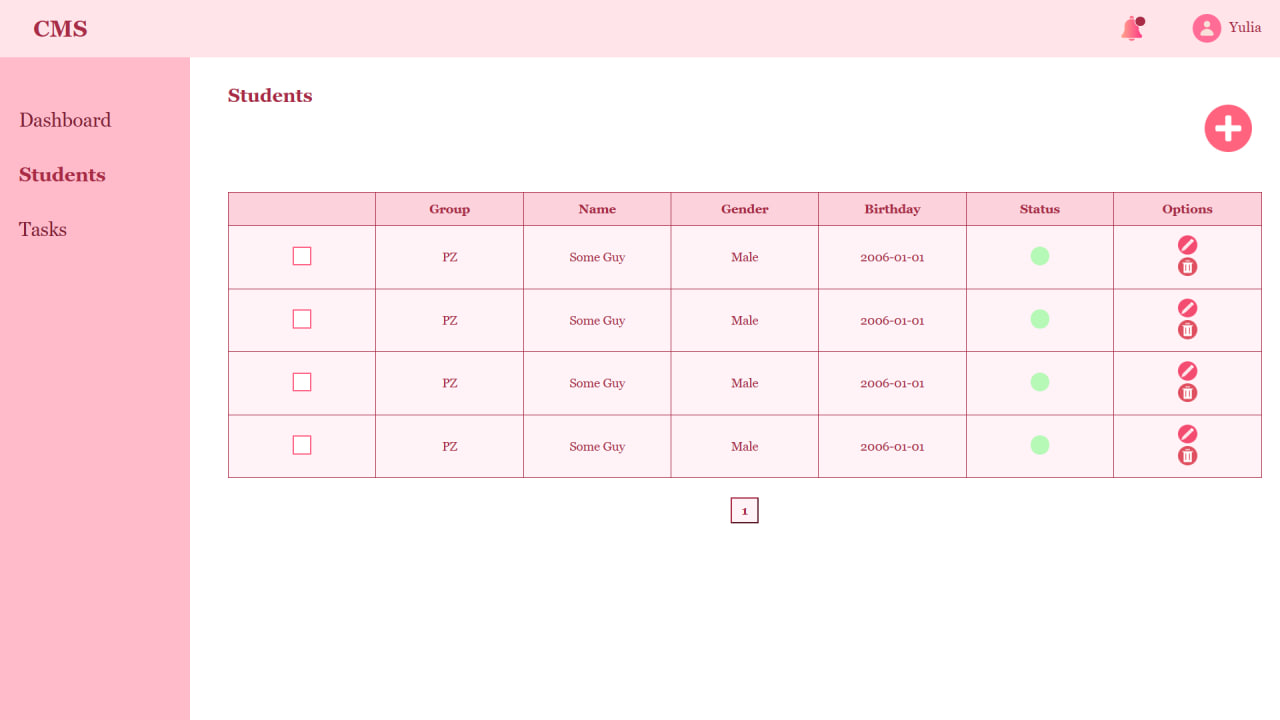 CMS
Yulia
Dashboard
Students
Tasks
Students
Group Name Gender Birthday Status Options
PZ Some Guy Male 2006-01-01
PZ Some Guy Male 2006-01-01
PZ Some Guy Male 2006-01-01
PZ Some Guy Male 2006-01-01
1